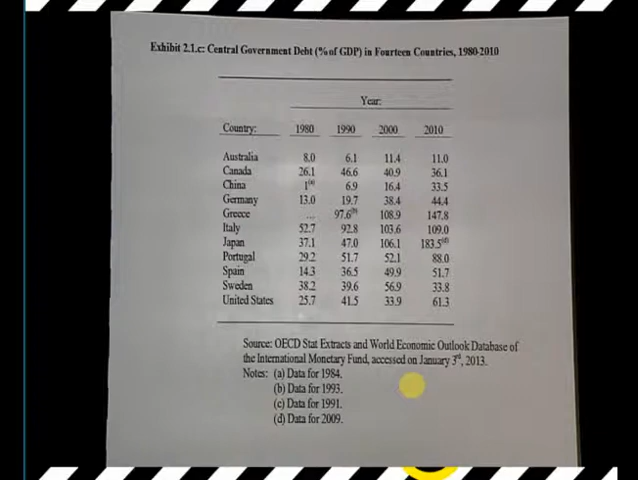 Exhibit 2.1.c: Central Government Debt (% of GDP) in Fourteen Countries, 1980-2010
Year:
Country: 1980 1990 2000 2010
Australia 8.0 6.1 11.4 11.0
Canada 26.1 46.6 40.9 36.1
China 1(a) 6.9 16.4 33.5
Germany 13.0 19.7 38.4 44.4
Greece ... 97.6(b) 108.9 147.8
Italy 52.7 92.8 103.6 109.0
Japan 37.1 47.0 106.1 183.5(d)
Portugal 29.2 51.7 52.1 88.0
Spain 14.3 36.5 49.9 51.7
Sweden 38.2 39.6 56.9 33.8
United States 25.7 41.5 33.9 61.3
Source: OECD Stat Extracts and World Economic Outlook Database of
the International Monetary Fund, accessed on January 3rd, 2013.
Notes: (a) Data for 1984.
(b) Data for 1993.
(c) Data for 1991.
(d) Data for 2009.